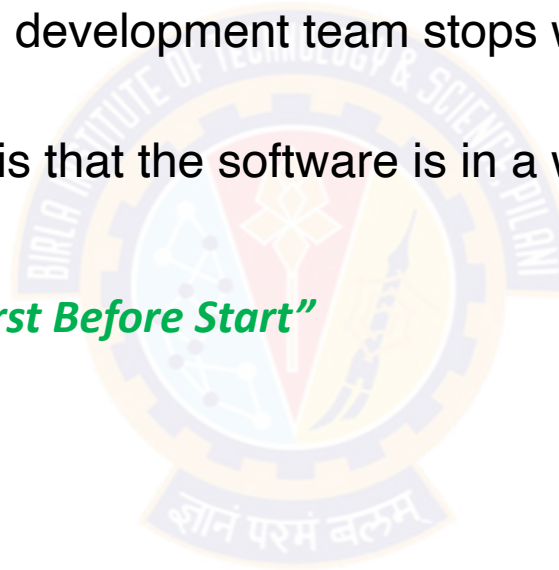 development team stops
is that the software is in a
rst Before Start”
BIRLA INSTITUTE OF TECHNOLOGY & SCIENCE, PILANI
ज्ञानं परमं बलम्